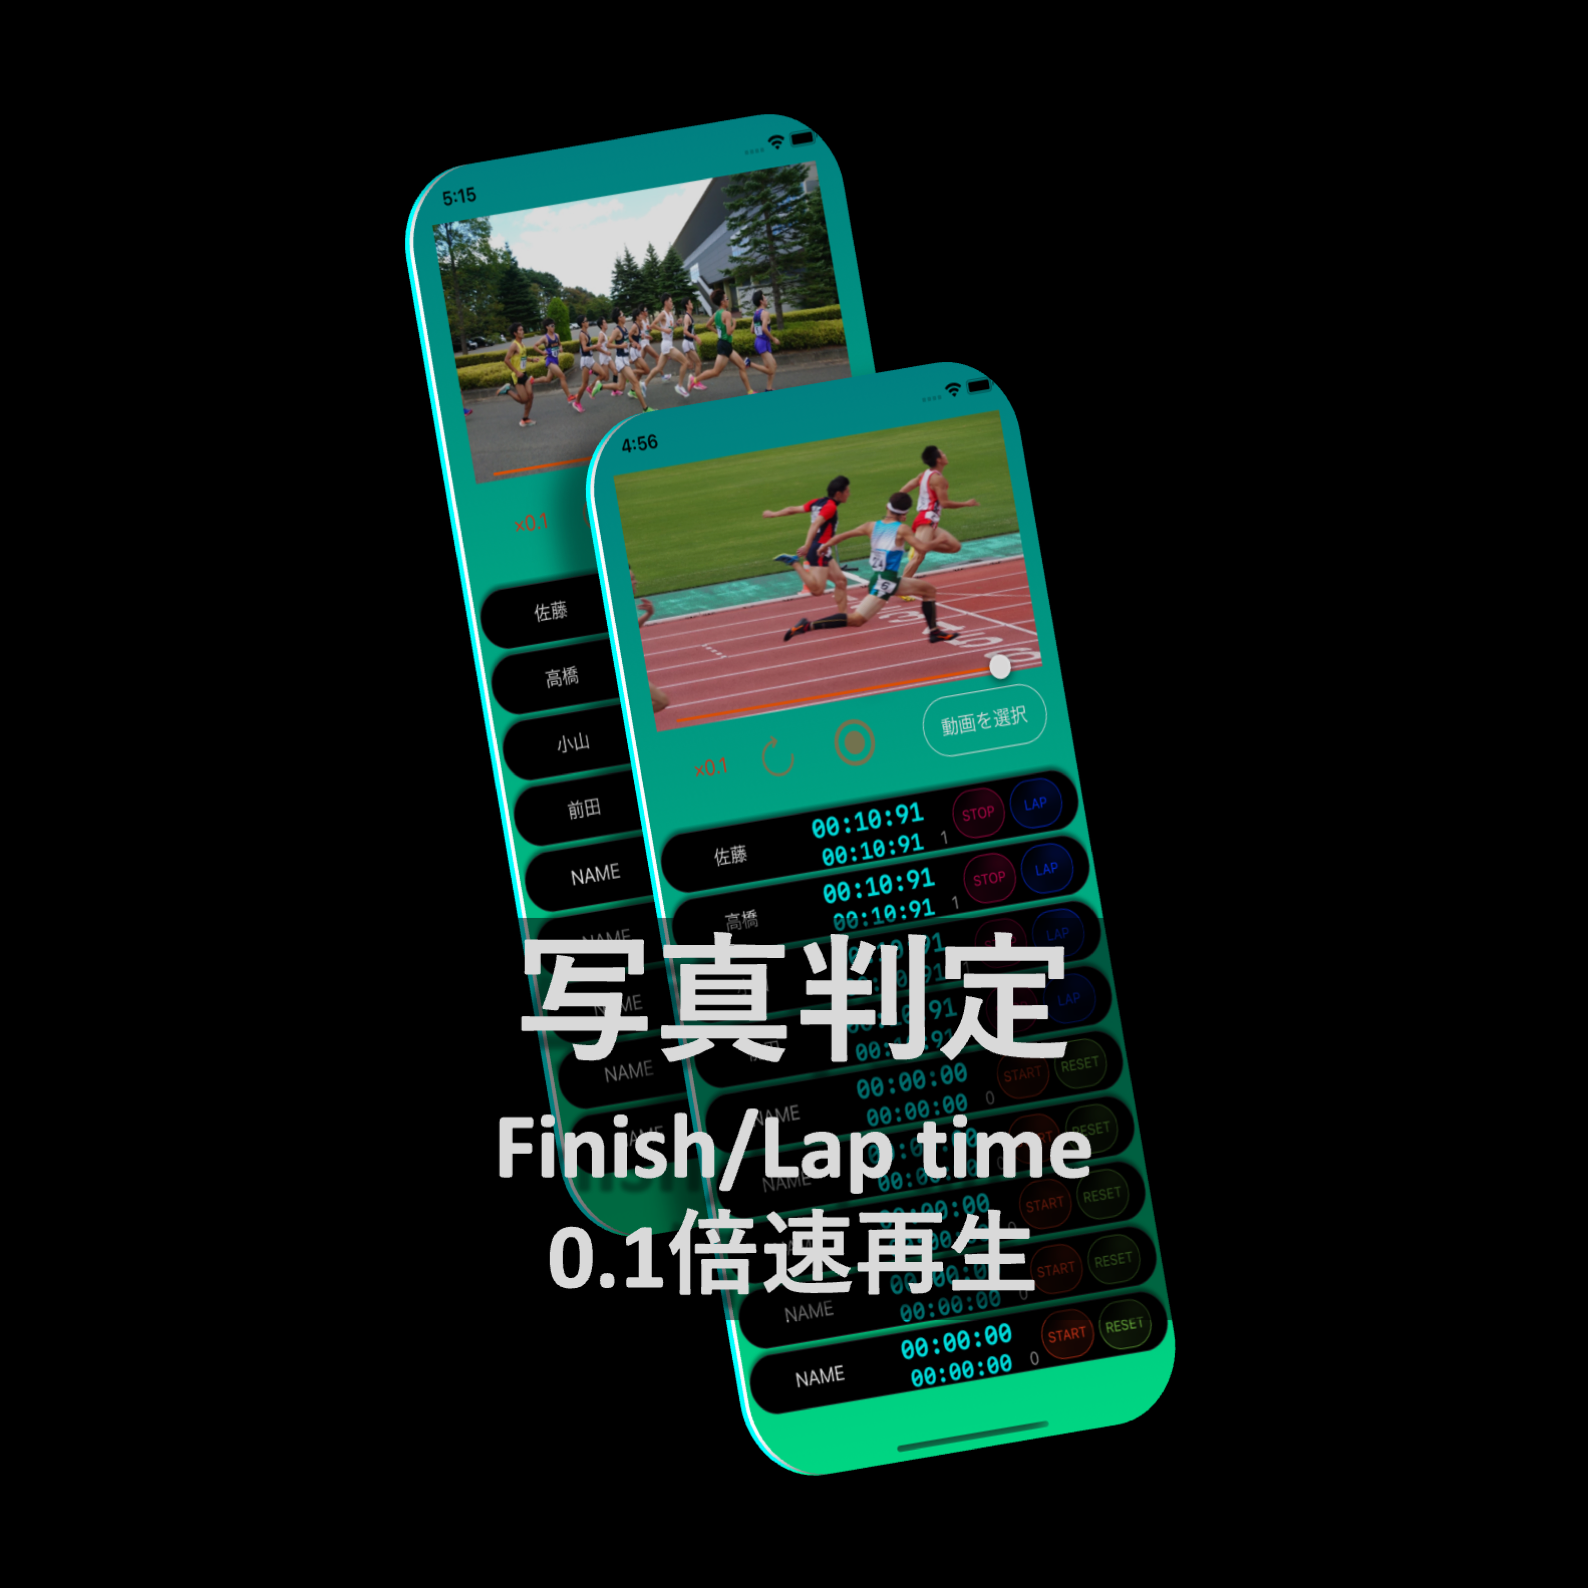 5:15
×0.1
佐藤
高橋
小山
前田
NAME
NAME
NAME
NAME
NAME
4:56
×0.1
動画を選択
佐藤 00:10:91 00:10:91 1 STOP LAP
高橋 00:10:91 00:10:91 1 STOP LAP
LAP
LAP
NAME 00:00:00 00:00:00 0 START RESET
NAME RESET
START RESET
START RESET
NAME 00:00:00
NAME 00:00:00 00:00:00 0 START RESET
写真判定
Finish/Lap time
0.1倍速再生